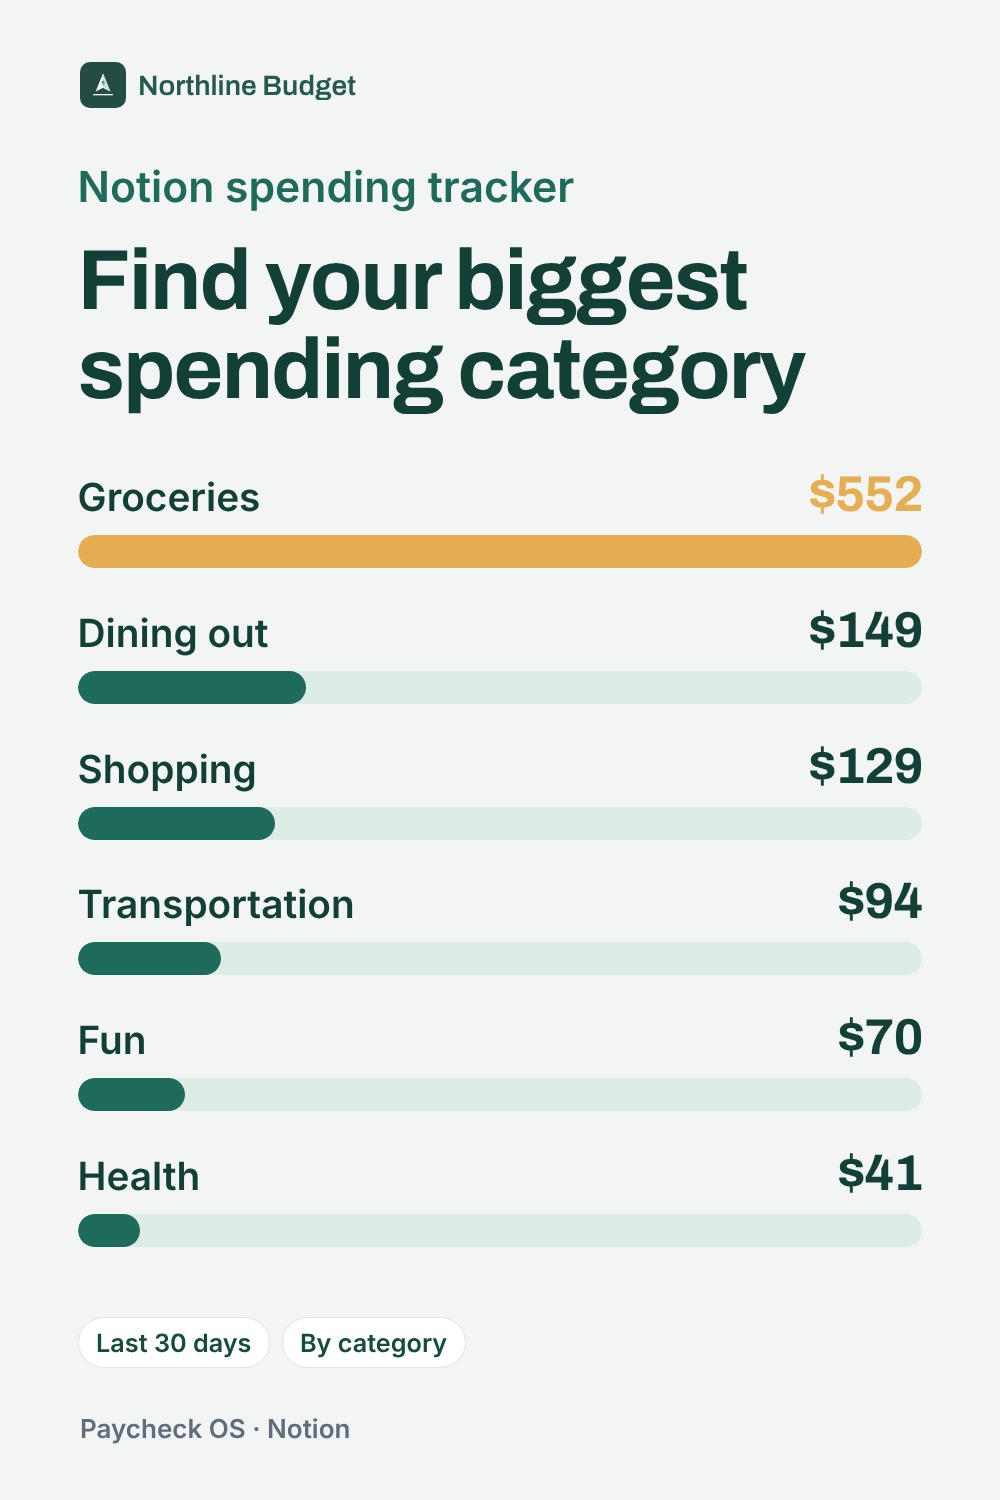 Northline Budget
Notion spending tracker
Find your biggest
spending category
Groceries $552
Dining out $149
Shopping $129
Transportation $94
Fun $70
Health $41
Last 30 days By category
Paycheck OS · Notion